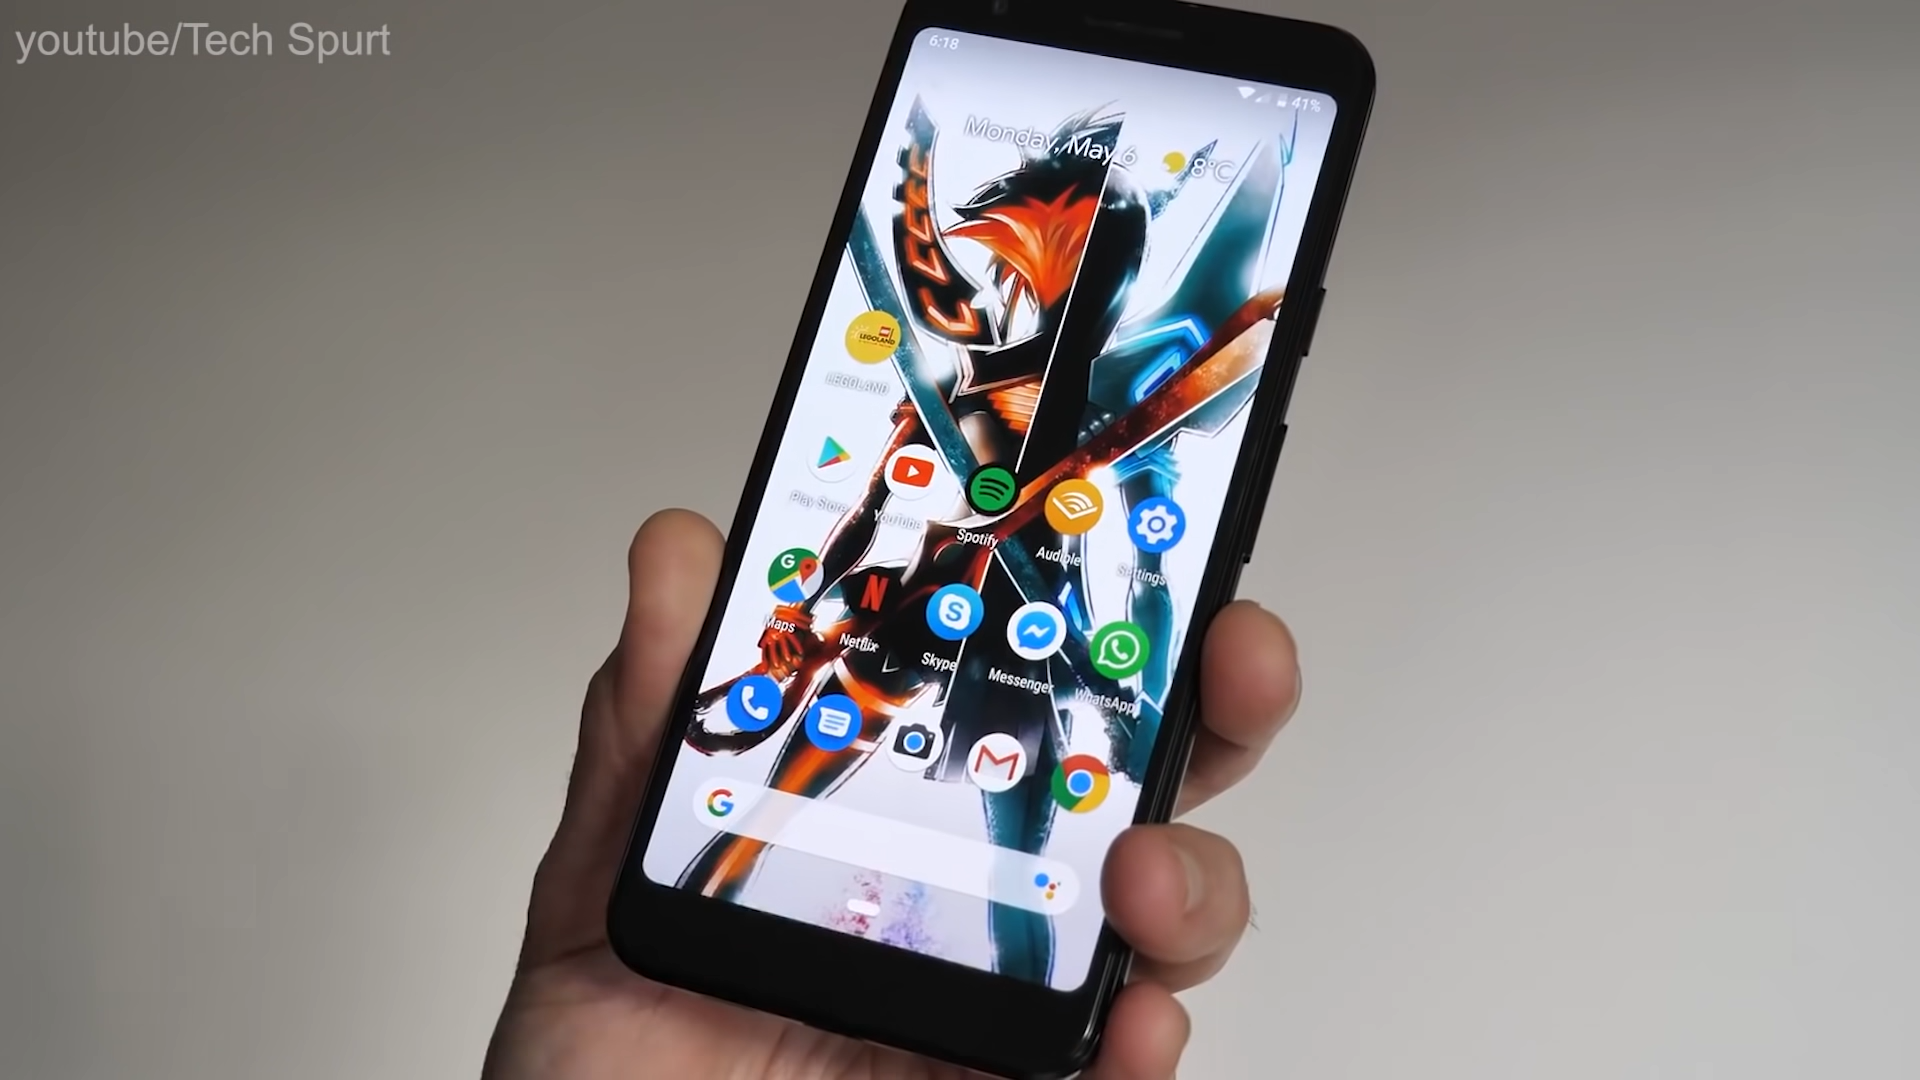 youtube/Tech Spurt
6:18
41%
Monday, May 6
8°C
LEGOLAND
LEGOLAND
Play Store
YouTube
Spotify
Audible
Settings
G
N
S
Maps
Netflix
Skype
Messenger
WhatsApp
G